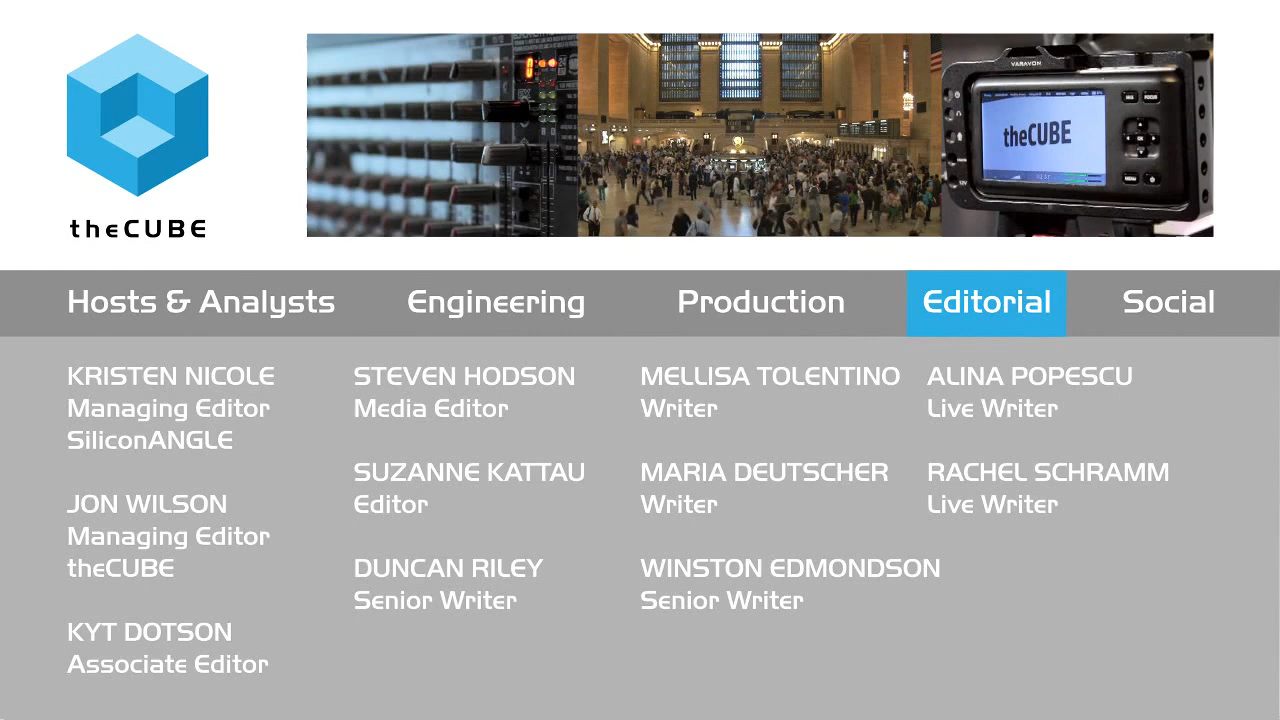 theCUBE
VARAVON
theCUBE
MENU
Hosts & Analysts
Engineering
Production
Editorial
Social
KRISTEN NICOLE
Managing Editor
SiliconANGLE
JON WILSON
Managing Editor
theCUBE
KYT DOTSON
Associate Editor
STEVEN HODSON
Media Editor
SUZANNE KATTAU
Editor
DUNCAN RILEY
Senior Writer
MELLISA TOLENTINO
Writer
MARIA DEUTSCHER
Writer
WINSTON EDMONDSON
Senior Writer
ALINA POPESCU
Live Writer
RACHEL SCHRAMM
Live Writer